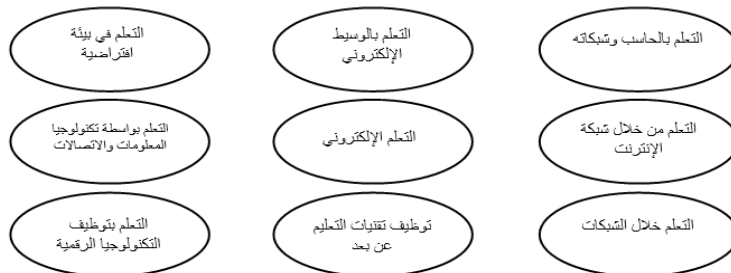 التعلم بالحاسب وشبكاته
التعلم بالوسيط
الإلكتروني
التعلم في بيئة
افتراضية
التعلم من خلال شبكة
الإنترنت
التعلم الإلكتروني
التعلم بواسطة تكنولوجيا
المعلومات والاتصالات
التعلم خلال الشبكات
توظيف تقنيات التعليم
عن بعد
التعلم بتوظيف
التكنولوجيا الرقمية